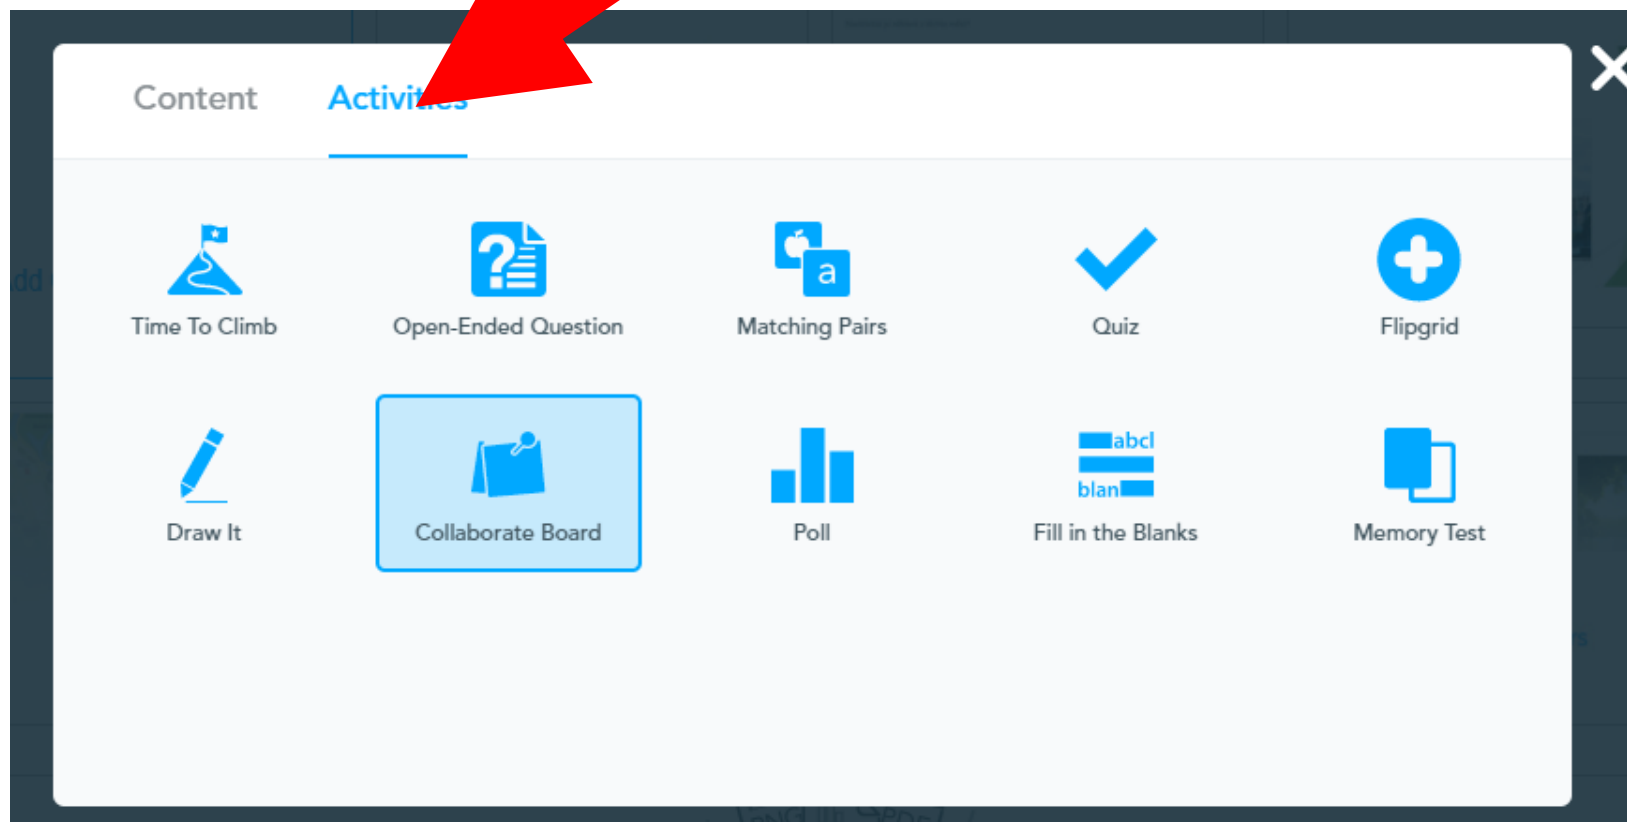 Content Activities
Time To Climb Open-Ended Question Matching Pairs a Quiz Flipgrid
abcl
blan
Draw It Collaborate Board Poll Fill in the Blanks Memory Test